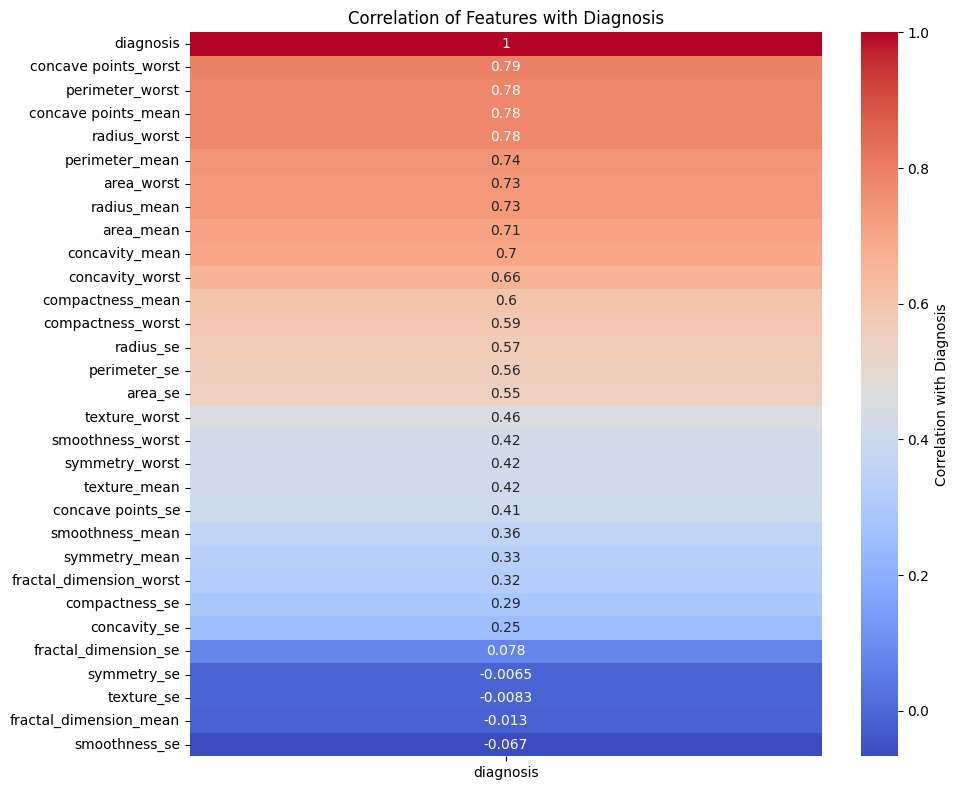 Correlation of Features with Diagnosis
diagnosis 1
concave points_worst 0.79
perimeter_worst 0.78
concave points_mean 0.78
radius_worst 0.78
perimeter_mean 0.74
area_worst 0.73
radius_mean 0.73
area_mean 0.71
concavity_mean 0.7
concavity_worst 0.66
compactness_mean 0.6
compactness_worst 0.59
radius_se 0.57
perimeter_se 0.56
area_se 0.55
texture_worst 0.46
smoothness_worst 0.42
symmetry_worst 0.42
texture_mean 0.42
concave points_se 0.41
smoothness_mean 0.36
symmetry_mean 0.33
fractal_dimension_worst 0.32
compactness_se 0.29
concavity_se 0.25
fractal_dimension_se 0.078
symmetry_se -0.0065
texture_se -0.0083
fractal_dimension_mean -0.013
smoothness_se -0.067
diagnosis
1.0
0.8
0.6
0.4
0.2
0.0
Correlation with Diagnosis